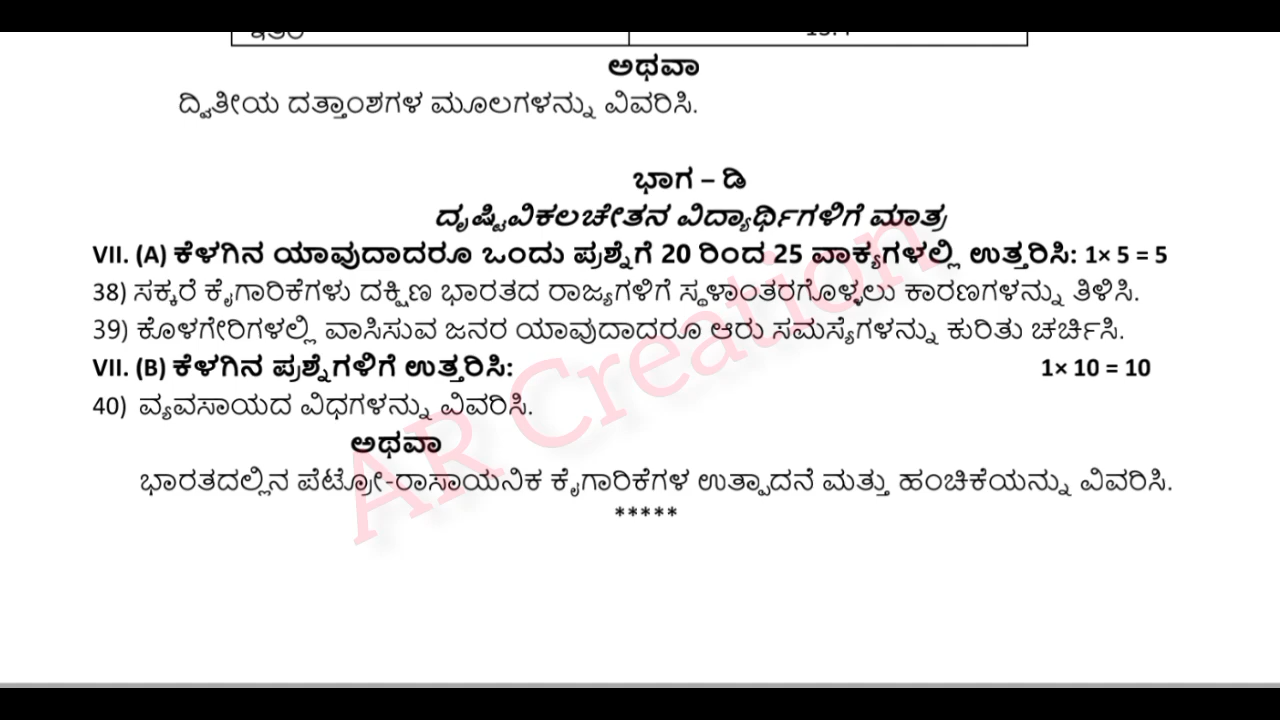 ಅಥವಾ
ದ್ವಿತೀಯ ದತ್ತಾಂಶಗಳ ಮೂಲಗಳನ್ನು ವಿವರಿಸಿ.
ಭಾಗ – ಡಿ
ದೃಷ್ಟಿವಿಕಲಚೇತನ ವಿದ್ಯಾರ್ಥಿಗಳಿಗೆ ಮಾತ್ರ
VII. (A) ಕೆಳಗಿನ ಯಾವುದಾದರೂ ಒಂದು ಪ್ರಶ್ನೆಗೆ 20 ರಿಂದ 25 ವಾಕ್ಯಗಳಲ್ಲಿ ಉತ್ತರಿಸಿ: 1× 5 = 5
38) ಸಕ್ಕರೆ ಕೈಗಾರಿಕೆಗಳು ದಕ್ಷಿಣ ಭಾರತದ ರಾಜ್ಯಗಳಿಗೆ ಸ್ಥಳಾಂತರಗೊಳ್ಳಲು ಕಾರಣಗಳನ್ನು ತಿಳಿಸಿ.
39) ಕೊಳಗೇರಿಗಳಲ್ಲಿ ವಾಸಿಸುವ ಜನರ ಯಾವುದಾದರೂ ಆರು ಸಮಸ್ಯೆಗಳನ್ನು ಕುರಿತು ಚರ್ಚಿಸಿ.
VII. (B) ಕೆಳಗಿನ ಪ್ರಶ್ನೆಗಳಿಗೆ ಉತ್ತರಿಸಿ: 1× 10 = 10
40) ವ್ಯವಸಾಯದ ವಿಧಗಳನ್ನು ವಿವರಿಸಿ.
ಅಥವಾ
ಭಾರತದಲ್ಲಿನ ಪೆಟ್ರೋ-ರಾಸಾಯನಿಕ ಕೈಗಾರಿಕೆಗಳ ಉತ್ಪಾದನೆ ಮತ್ತು ಹಂಚಿಕೆಯನ್ನು ವಿವರಿಸಿ.
*****
AR Creation